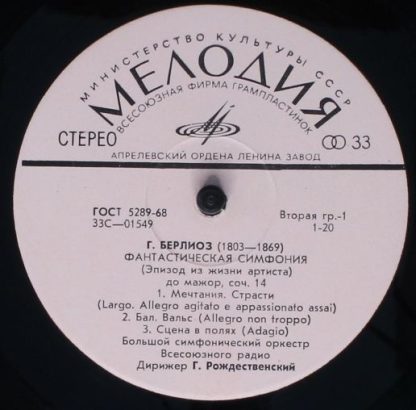 МИНИСТЕРСТВО КУЛЬТУРЫ СССР
МЕЛОДИЯ
ВСЕСОЮЗНАЯ ФИРМА ГРАМПЛАСТИНОК
СТЕРЕО
33
АПРЕЛЕВСКИЙ ОРДЕНА ЛЕНИНА ЗАВОД
ГОСТ 5289-68
Вторая гр.-1
33С—01549
1-20
Г. БЕРЛИОЗ (1803—1869)
ФАНТАСТИЧЕСКАЯ СИМФОНИЯ
(Эпизод из жизни артиста)
до мажор, соч. 14
1. Мечтания. Страсти
(Largo. Allegro agitato e appassionato assai)
2. Бал. Вальс (Allegro non troppo)
3. Сцена в полях (Adagio)
Большой симфонический оркестр
Всесоюзного радио
Дирижер Г. Рождественский